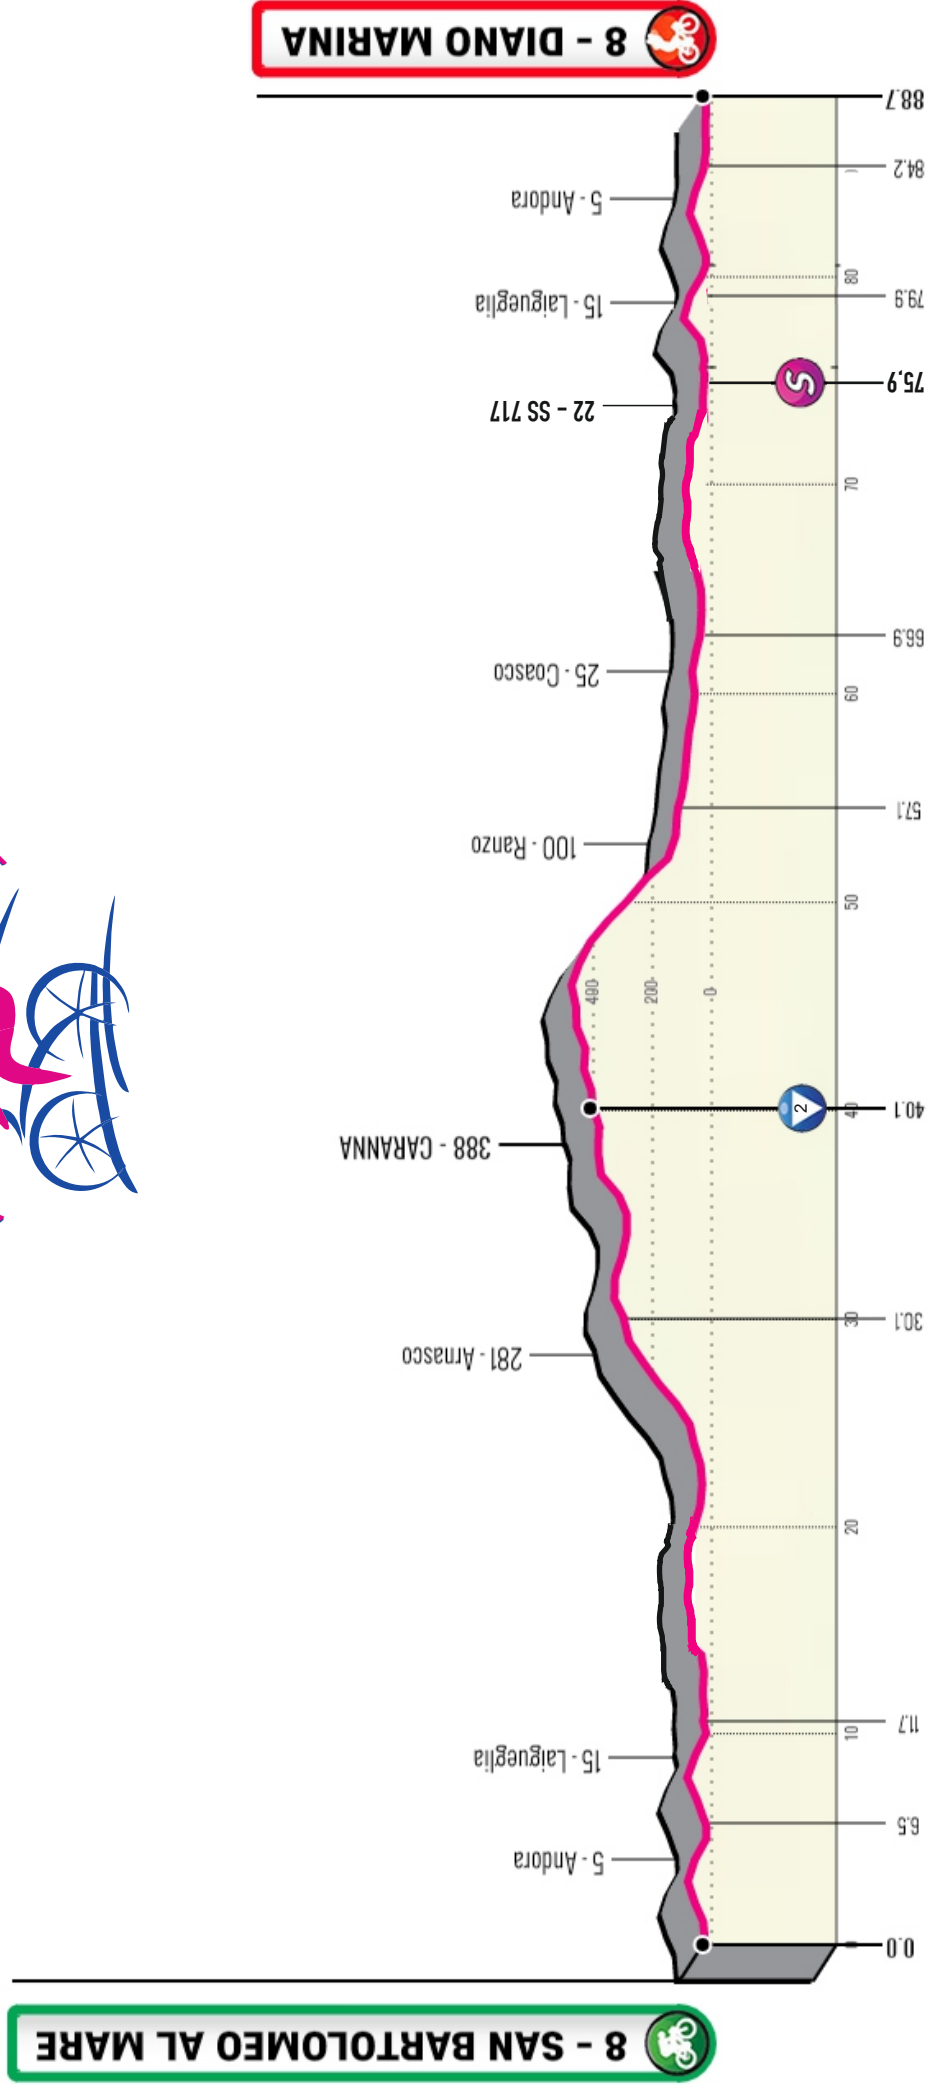 8 - SAN BARTOLOMEO AL MARE
0.0
5 - Andora
6.5
15 - Laigueglia
11.7
10
20
281 - Arnasco
30.1
30
388 - CARANNA
40.1
2
40
0
200
400
50
100 - Ranzo
57.1
60
25 - Coasco
66.9
70
22 - SS 717
75,9
S
15 - Laigueglia
79.9
80
5 - Andora
84.2
88.7
8 - DIANO MARINA